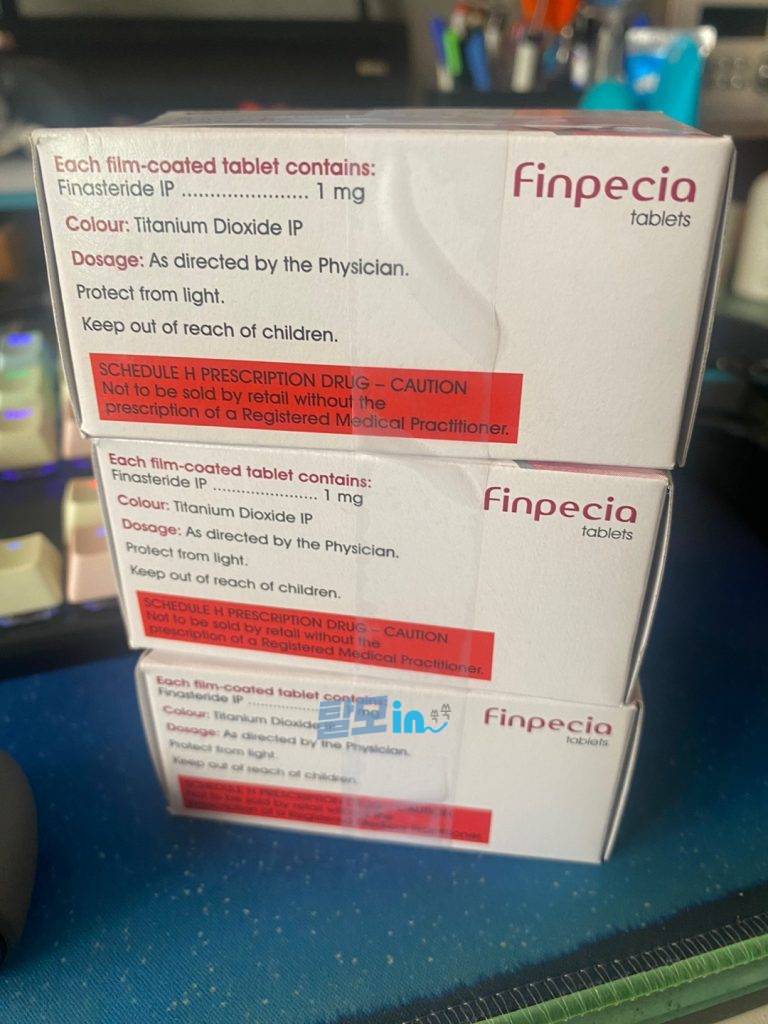 Each film-coated tablet contains:
Finasteride IP ...................... 1 mg
Colour: Titanium Dioxide IP
Dosage: As directed by the Physician.
Protect from light.
Keep out of reach of children.
SCHEDULE H PRESCRIPTION DRUG – CAUTION
Not to be sold by retail without the
prescription of a Registered Medical Practitioner.
Finpecia
tablets
Each film-coated tablet contains:
Finasteride IP ...................... 1 mg
Colour: Titanium Dioxide IP
Dosage: As directed by the Physician.
Protect from light.
Keep out of reach of children.
SCHEDULE H PRESCRIPTION DRUG – CAUTION
Not to be sold by retail without the
prescription of a Registered Medical Practitioner.
Finpecia
tablets
Each film-coated tablet contains:
Finasteride IP ...................... mg
Colour: Titanium Dioxide
Dosage: As directed by the Physician.
Protect from light.
Keep out of reach of children.
탈모in 쑥쑥
Finpecia
tablets